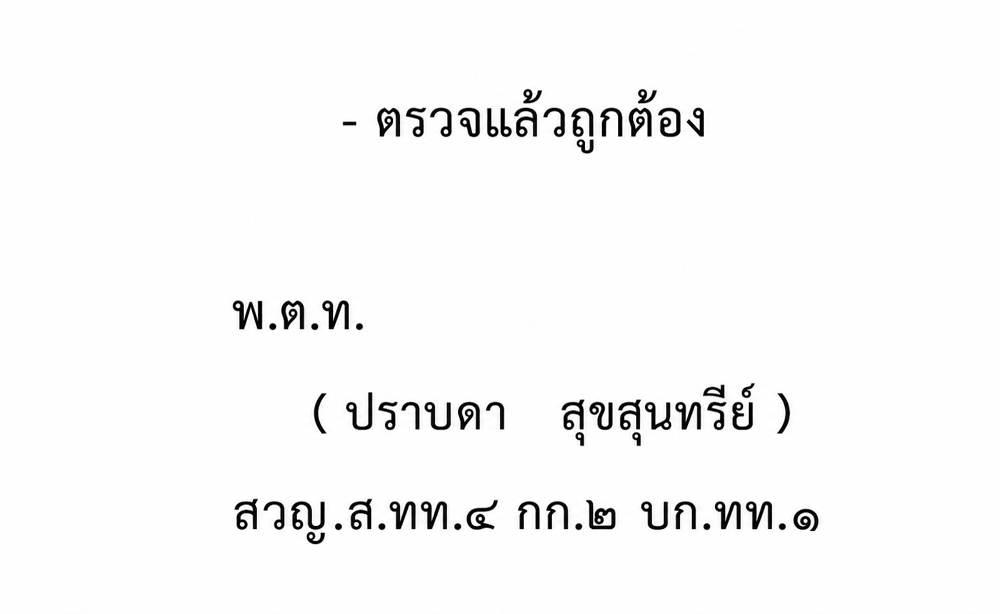 - ตรวจแล้วถูกต้อง
พ.ต.ท.
( ปราบดา สุขสุนทรีย์ )
สวญ.ส.ทท.๔ กก.๒ บก.ทท.๑